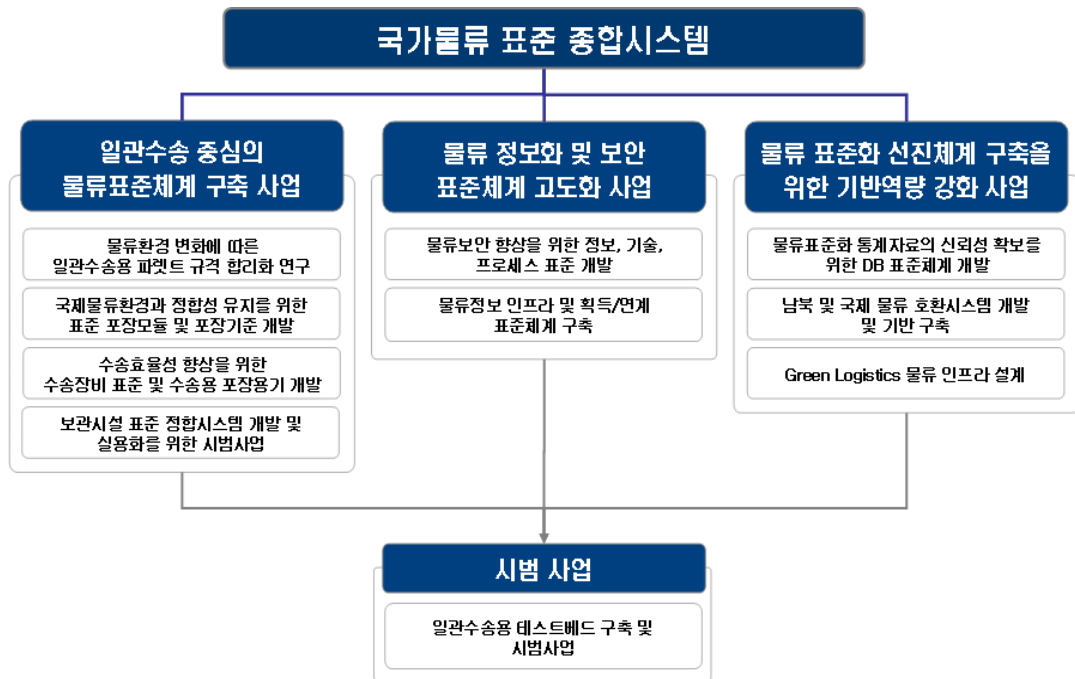 국가물류 표준 종합시스템
일관수송 중심의
물류표준체계 구축 사업
물류환경 변화에 따른
일관수송용 파렛트 규격 합리화 연구
국제물류환경과 정합성 유지를 위한
표준 포장모듈 및 포장기준 개발
수송효율성 향상을 위한
수송장비 표준 및 수송용 포장용기 개발
보관시설 표준 정합시스템 개발 및
실용화를 위한 시범사업
물류 정보화 및 보안
표준체계 고도화 사업
물류보안 향상을 위한 정보, 기술,
프로세스 표준 개발
물류정보 인프라 및 획득/연계
표준체계 구축
물류 표준화 선진체계 구축을
위한 기반역량 강화 사업
물류표준화 통계자료의 신뢰성 확보를
위한 DB 표준체계 개발
남북 및 국제 물류 호환시스템 개발
및 기반 구축
Green Logistics 물류 인프라 설계
시범 사업
일관수송용 테스트베드 구축 및
시범사업